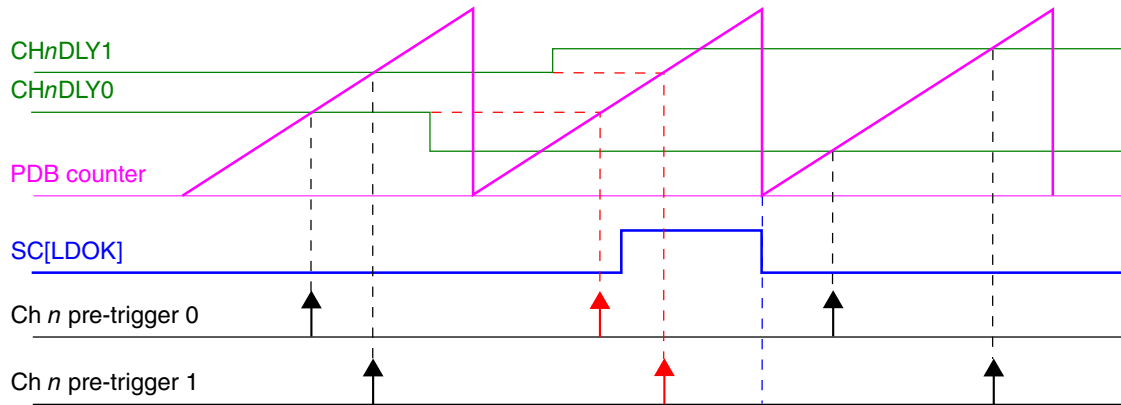 CHnDLY1
CHnDLY0
PDB counter
SC[LDOK]
Ch n pre-trigger 0
Ch n pre-trigger 1